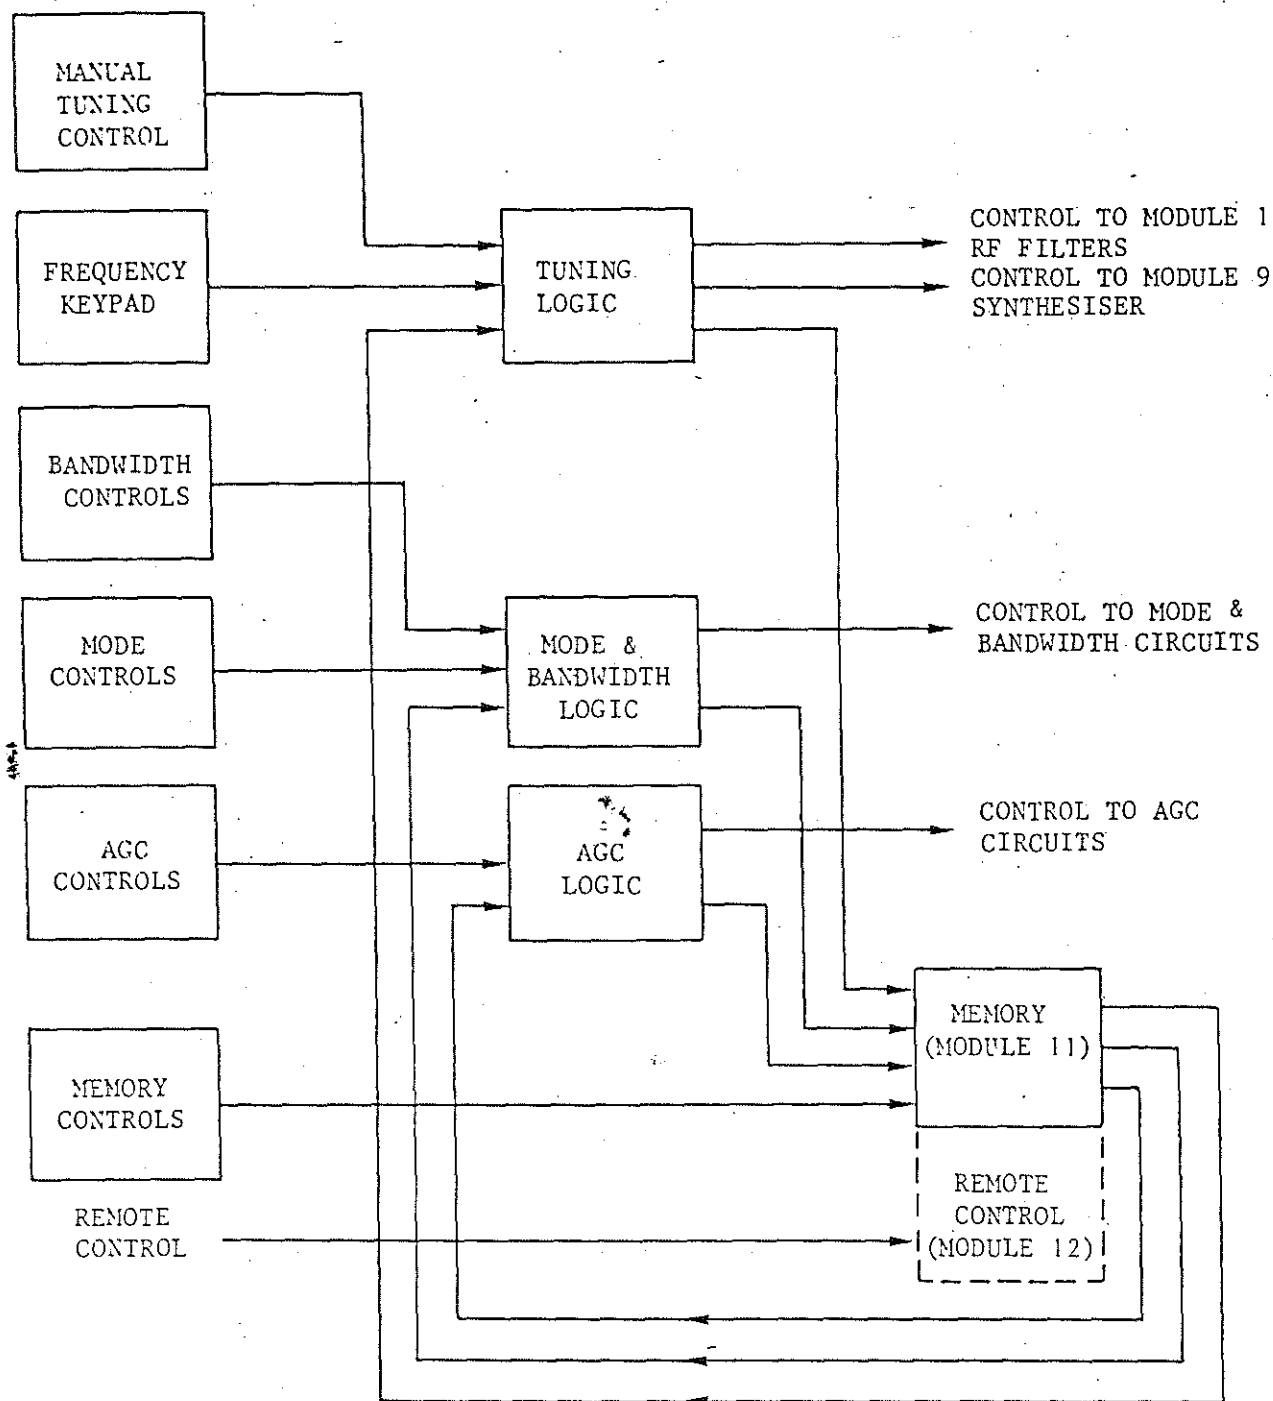 MANUAL
TUNING
CONTROL
FREQUENCY
KEYPAD
TUNING
LOGIC
CONTROL TO MODULE 1
RF FILTERS
CONTROL TO MODULE 9
SYNTHESISER
BANDWIDTH
CONTROLS
MODE
CONTROLS
MODE &
BANDWIDTH
LOGIC
CONTROL TO MODE &
BANDWIDTH CIRCUITS
AGC
CONTROLS
AGC
LOGIC
CONTROL TO AGC
CIRCUITS
MEMORY
CONTROLS
MEMORY
(MODULE 11)
REMOTE
CONTROL
REMOTE
CONTROL
(MODULE 12)